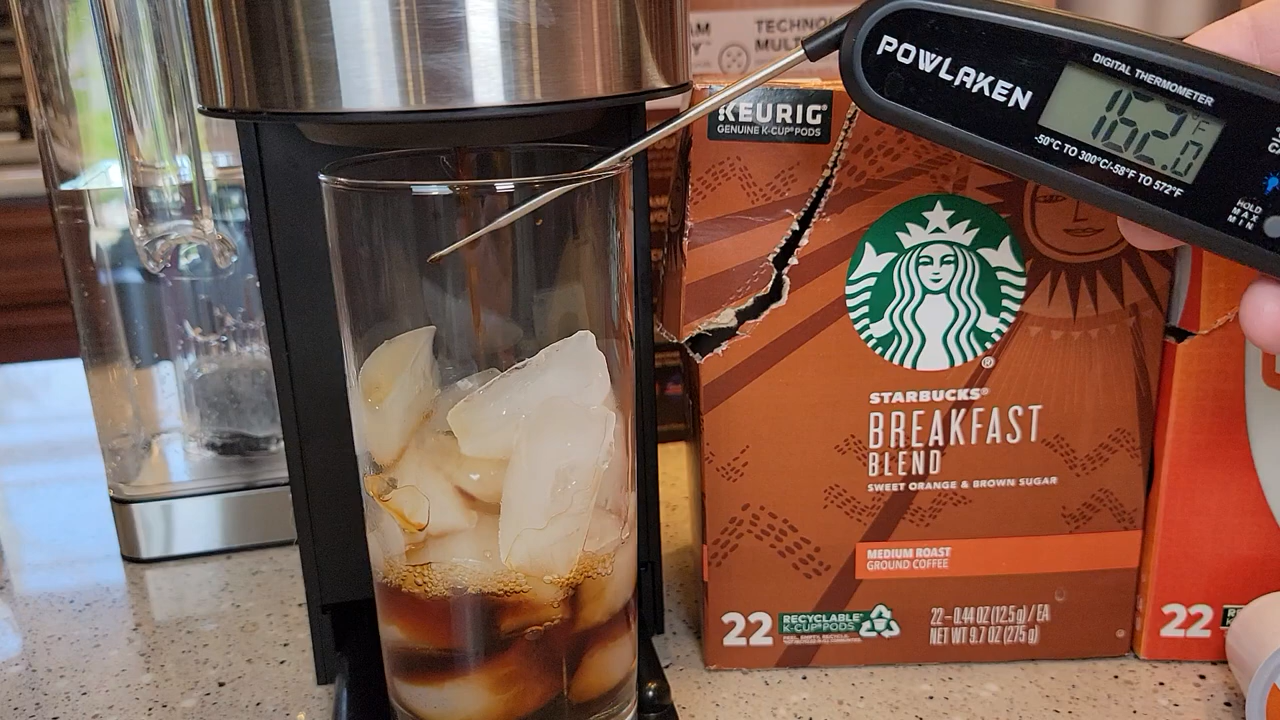 TECHNOL
MULT
POWLAKEN
DIGITAL THERMOMETER
162.0 °F
-50°C TO 300°C/-58°F TO 572°F
HOLD
MAX
MIN
KEURIG®
GENUINE K-CUP® PODS
STARBUCKS®
BREAKFAST
BLEND
SWEET ORANGE & BROWN SUGAR
MEDIUM ROAST
GROUND COFFEE
22
RECYCLABLE*
K-CUP® PODS
22–0.44 OZ (12.5 g) / EA
NET WT 9.7 OZ (275 g)
22